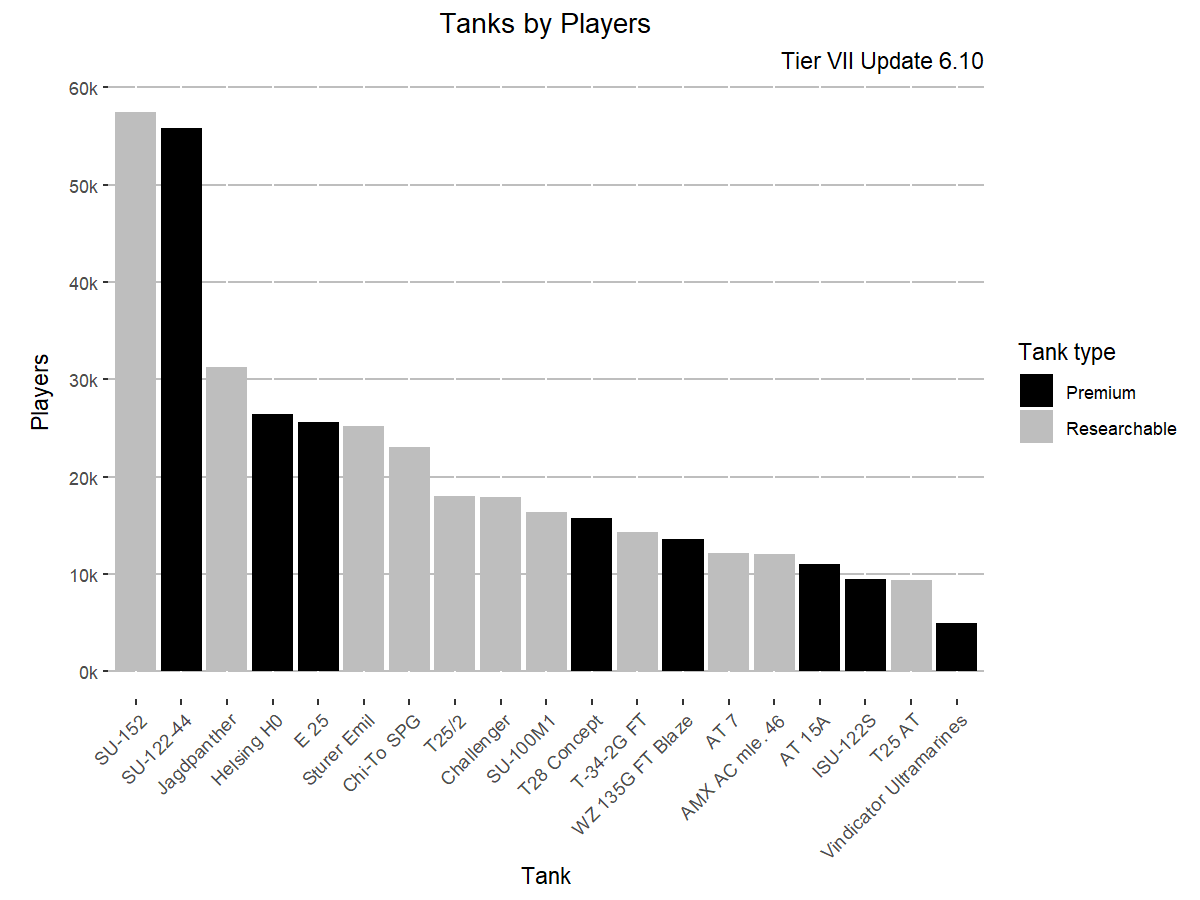 Tanks by Players
Tier VII Update 6.10
60k
50k
40k
30k
20k
10k
0k
Players
SU-152
SU-122-44
Jagdpanther
Helsing H0
E 25
Sturer Emil
Chi-To SPG
T25/2
Challenger
SU-100M1
T28 Concept
T-34-2G FT
WZ 135G FT Blaze
AT 7
AMX AC mle. 46
AT 15A
ISU-122S
T25 AT
Vindicator Ultramarines
Tank
Tank type
Premium
Researchable